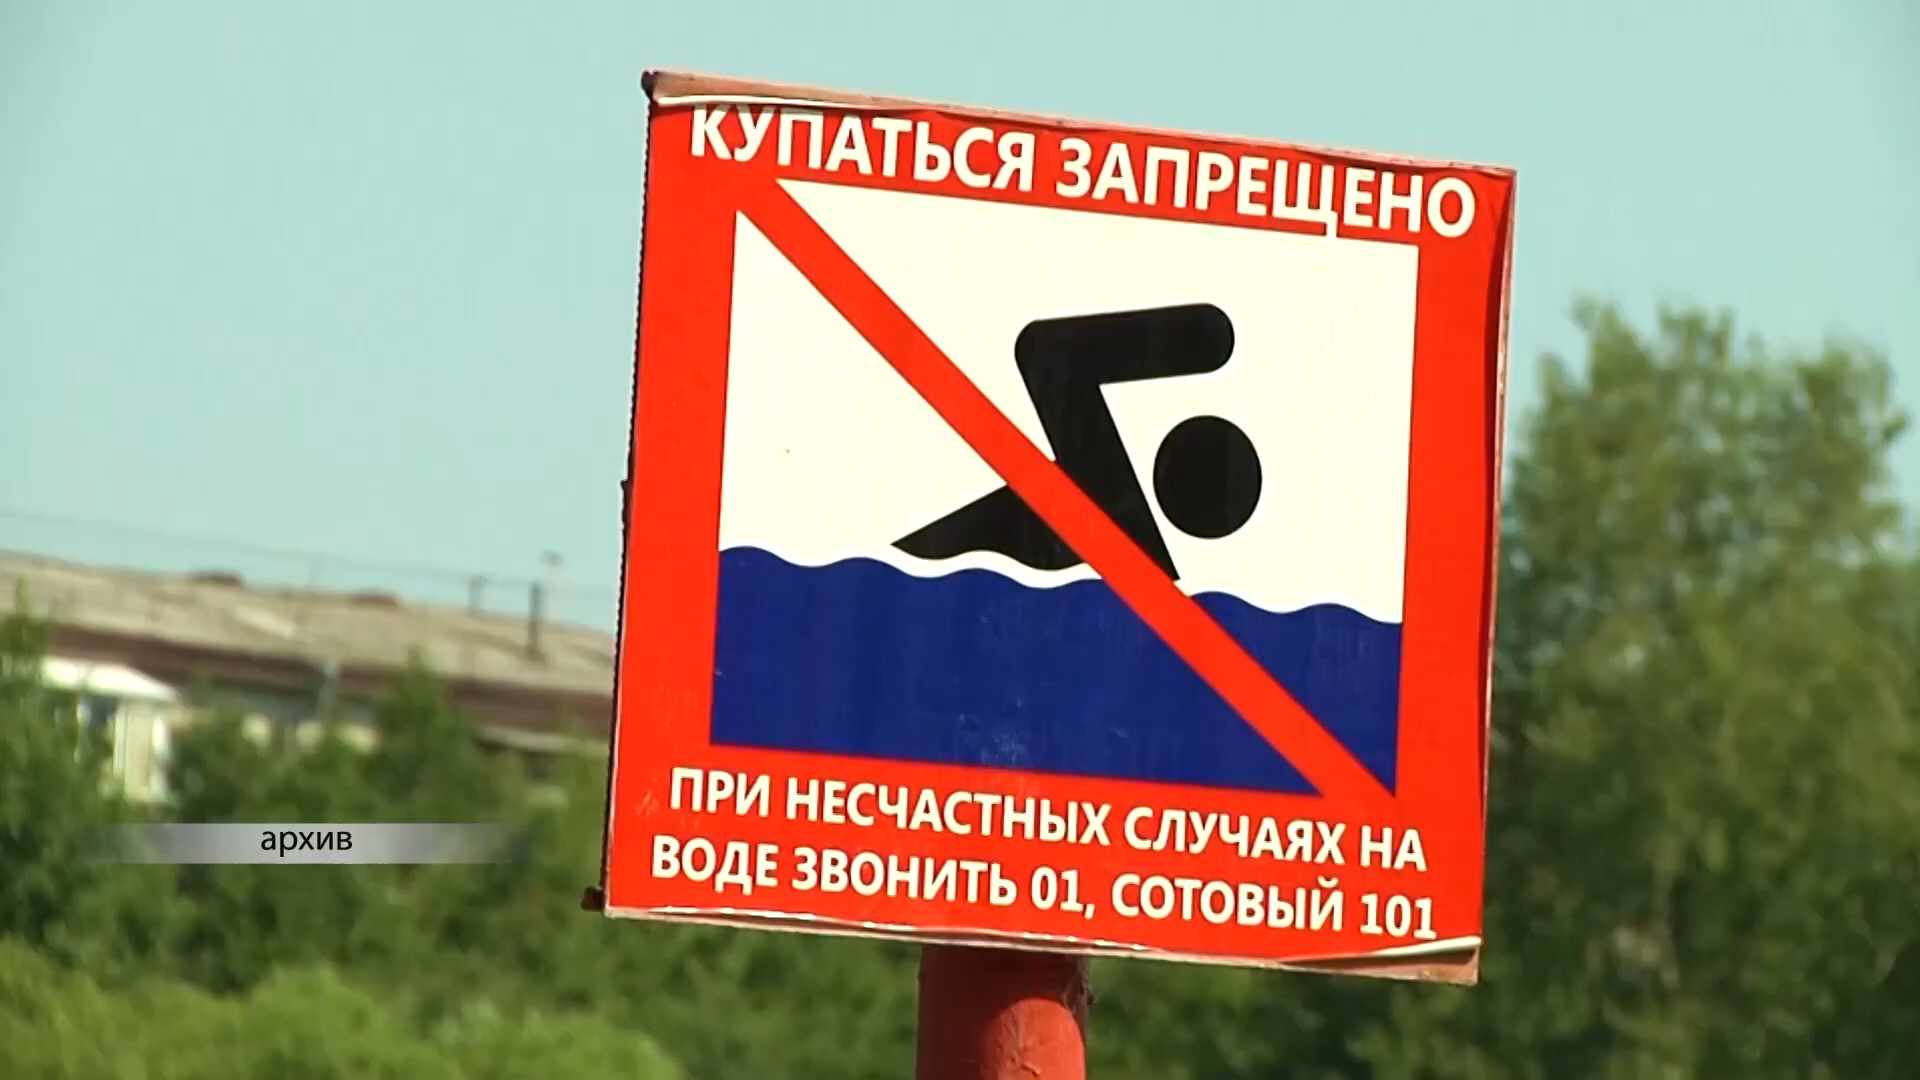 КУПАТЬСЯ ЗАПРЕЩЕНО
ПРИ НЕСЧАСТНЫХ СЛУЧАЯХ НА
ВОДЕ ЗВОНИТЬ 01, СОТОВЫЙ 101
архив